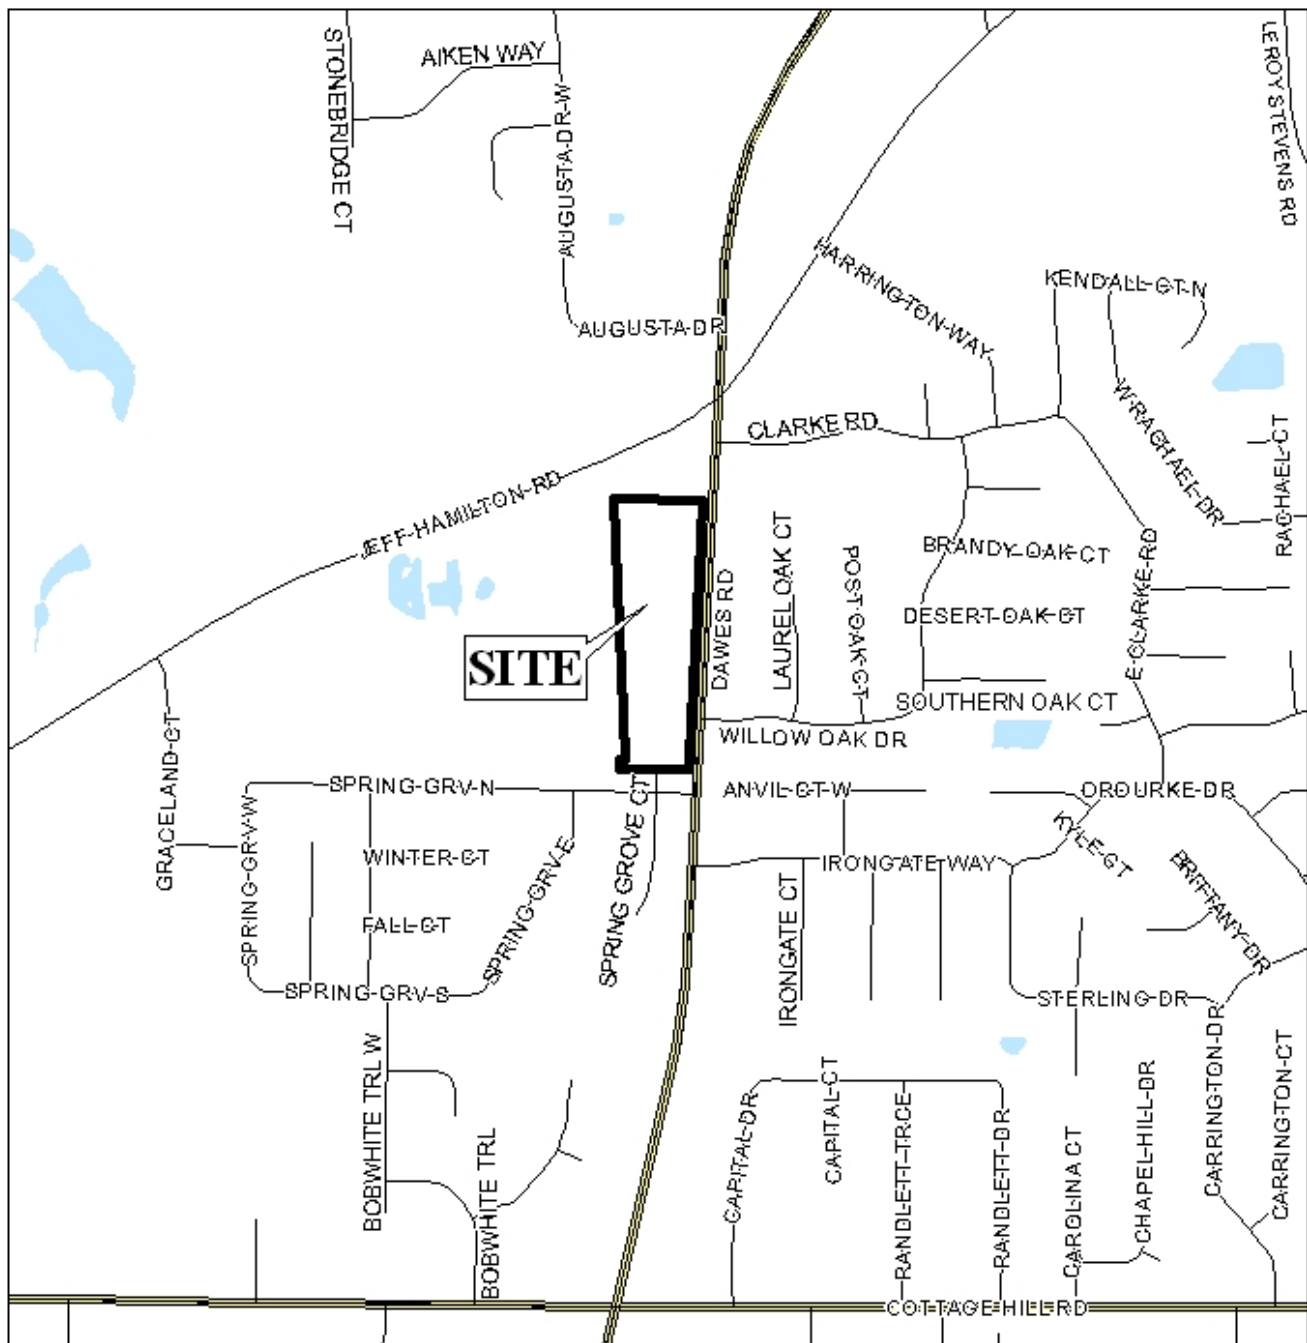 STONEBRIDGE CT
AIKEN WAY
AUGUSTA-DR-W
LEROY STEVENS RD
HARRINGTON-WAY
KENDALL-CT-N
AUGUSTA-DR
CLARKE RD
W-RACHAEL-DR
RACHAEL-CT
JEFF-HAMILTON-RD
LAUREL OAK CT
POST-OAK-CT
BRANDY-OAK-CT
E-CLARKE-RD
DAWES RD
DESERT-OAK-CT
SITE
SOUTHERN OAK CT
WILLOW OAK DR
GRACELAND-CT
SPRING-GRV-N
SPRING GROVE CT
ANVIL-CT-W
OROURKE-DR
SPRING-GRV-W
WINTER-CT
SPRING-GRV-E
IRONGATE WAY
KYLE-CT
BRITTANY-DR
FALL-CT
IRONGATE CT
SPRING-GRV-S
STERLING-DR
BOBWHITE TRL W
CAPITAL-CT
CARRINGTON-DR
CARRINGTON-CT
CAPITAL-DR
RANDLETT-TRCE
RANDLETT-DR
CAROLINA CT
CHAPEL-HILL-DR
BOBWHITE TRL
COTTAGE HILL RD